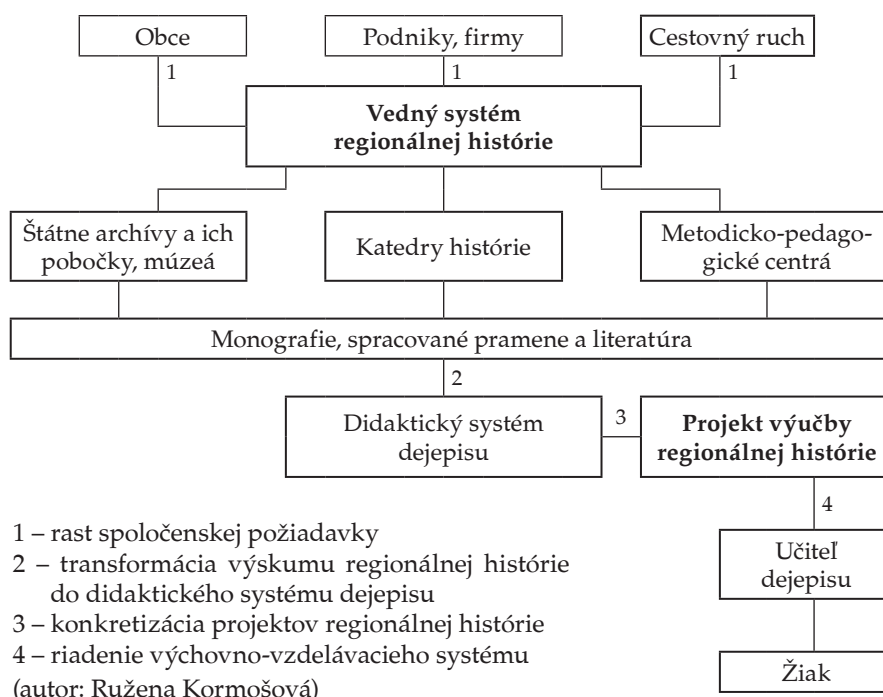 Obce
Podniky, firmy
Cestovný ruch
1
1
1
Vedný systém
regionálnej histórie
Štátne archívy a ich
pobočky, múzeá
Katedry histórie
Metodicko-pedago-
gické centrá
Monografie, spracované pramene a literatúra
2
Didaktický systém
dejepisu
3
Projekt výučby
regionálnej histórie
4
Učiteľ
dejepisu
Žiak
1 – rast spoločenskej požiadavky
2 – transformácia výskumu regionálnej histórie
do didaktického systému dejepisu
3 – konkretizácia projektov regionálnej histórie
4 – riadenie výchovno-vzdelávacieho systému
(autor: Ružena Kormošová)